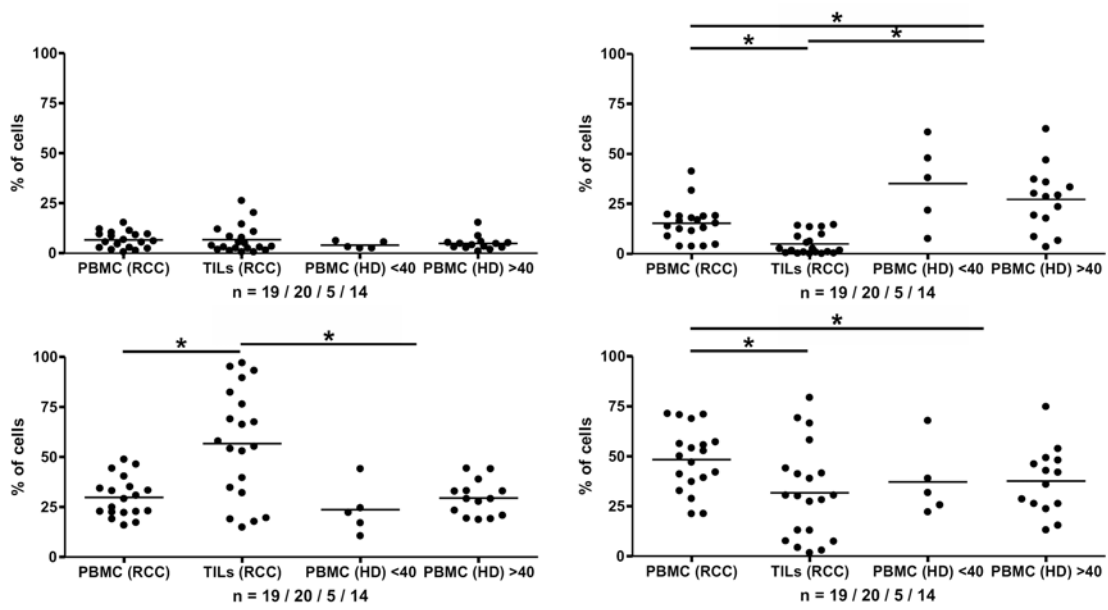 *
* *
100
75
50
25
0
% of cells
PBMC (RCC) TILs (RCC) PBMC (HD) <40 PBMC (HD) >40
n = 19 / 20 / 5 / 14
100
75
50
25
0
% of cells
PBMC (RCC) TILs (RCC) PBMC (HD) <40 PBMC (HD) >40
n = 19 / 20 / 5 / 14
* *
100
75
50
25
0
% of cells
PBMC (RCC) TILs (RCC) PBMC (HD) <40 PBMC (HD) >40
n = 19 / 20 / 5 / 14
*
*
100
75
50
25
0
% of cells
PBMC (RCC) TILs (RCC) PBMC (HD) <40 PBMC (HD) >40
n = 19 / 20 / 5 / 14